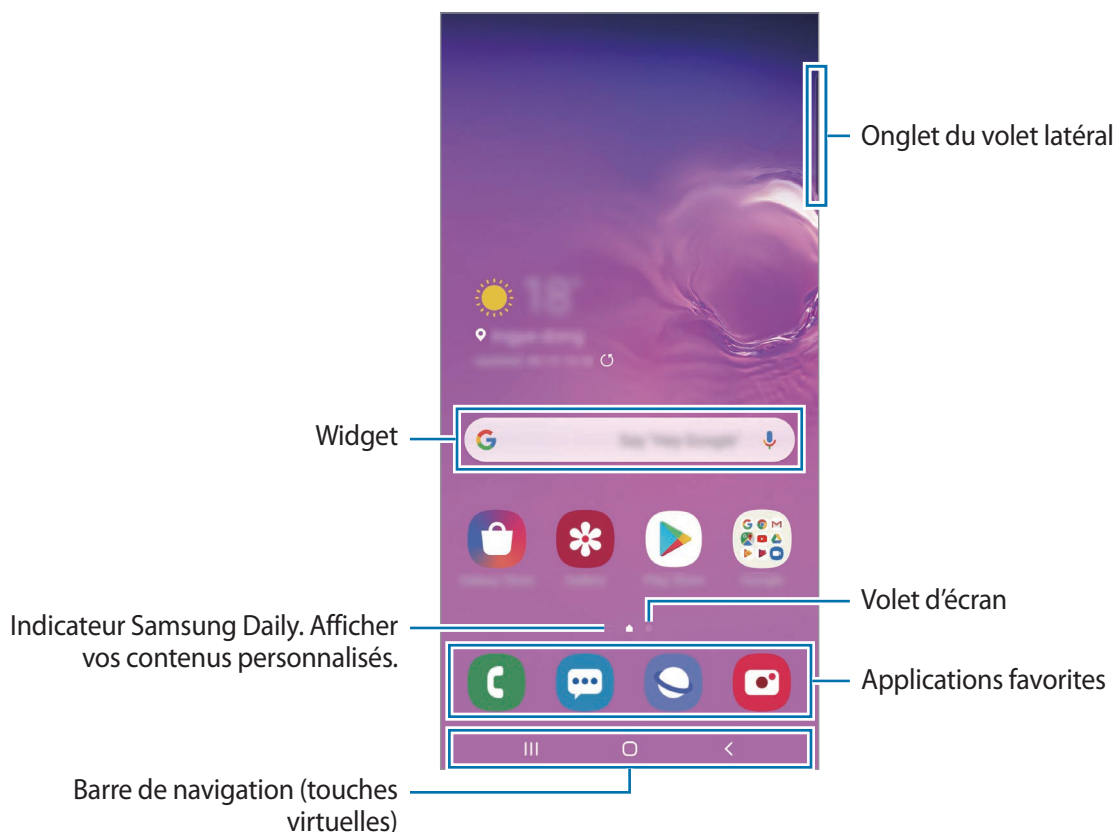 Onglet du volet latéral
Widget
Volet d'écran
Indicateur Samsung Daily. Afficher
vos contenus personnalisés.
Applications favorites
Barre de navigation (touches
virtuelles)